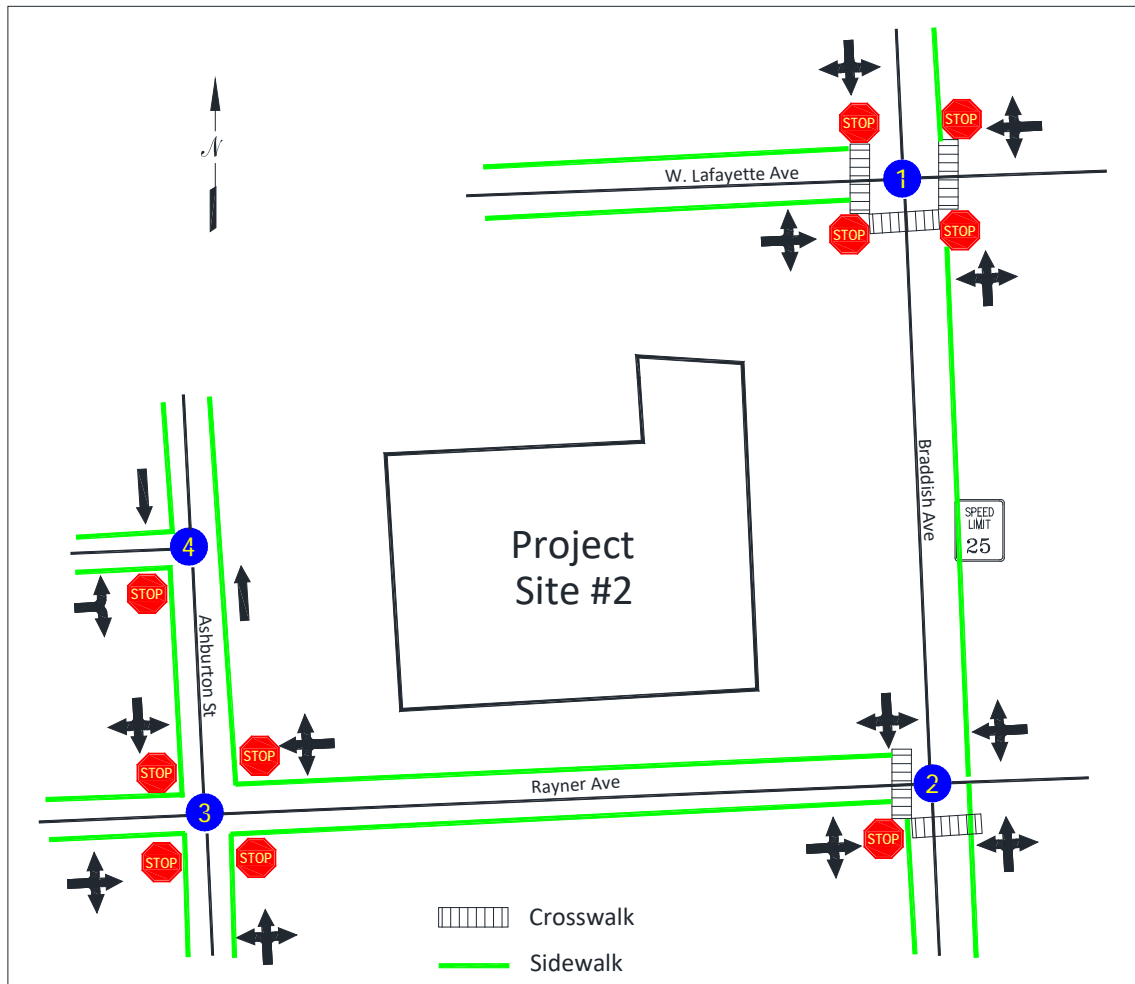 STOP
STOP
N
W. Lafayette Ave
1
STOP
STOP
Braddish Ave
SPEED
LIMIT
25
Project
Site #2
4
STOP
Ashburton St
STOP
STOP
Rayner Ave
2
3
STOP
STOP
STOP
Crosswalk
Sidewalk